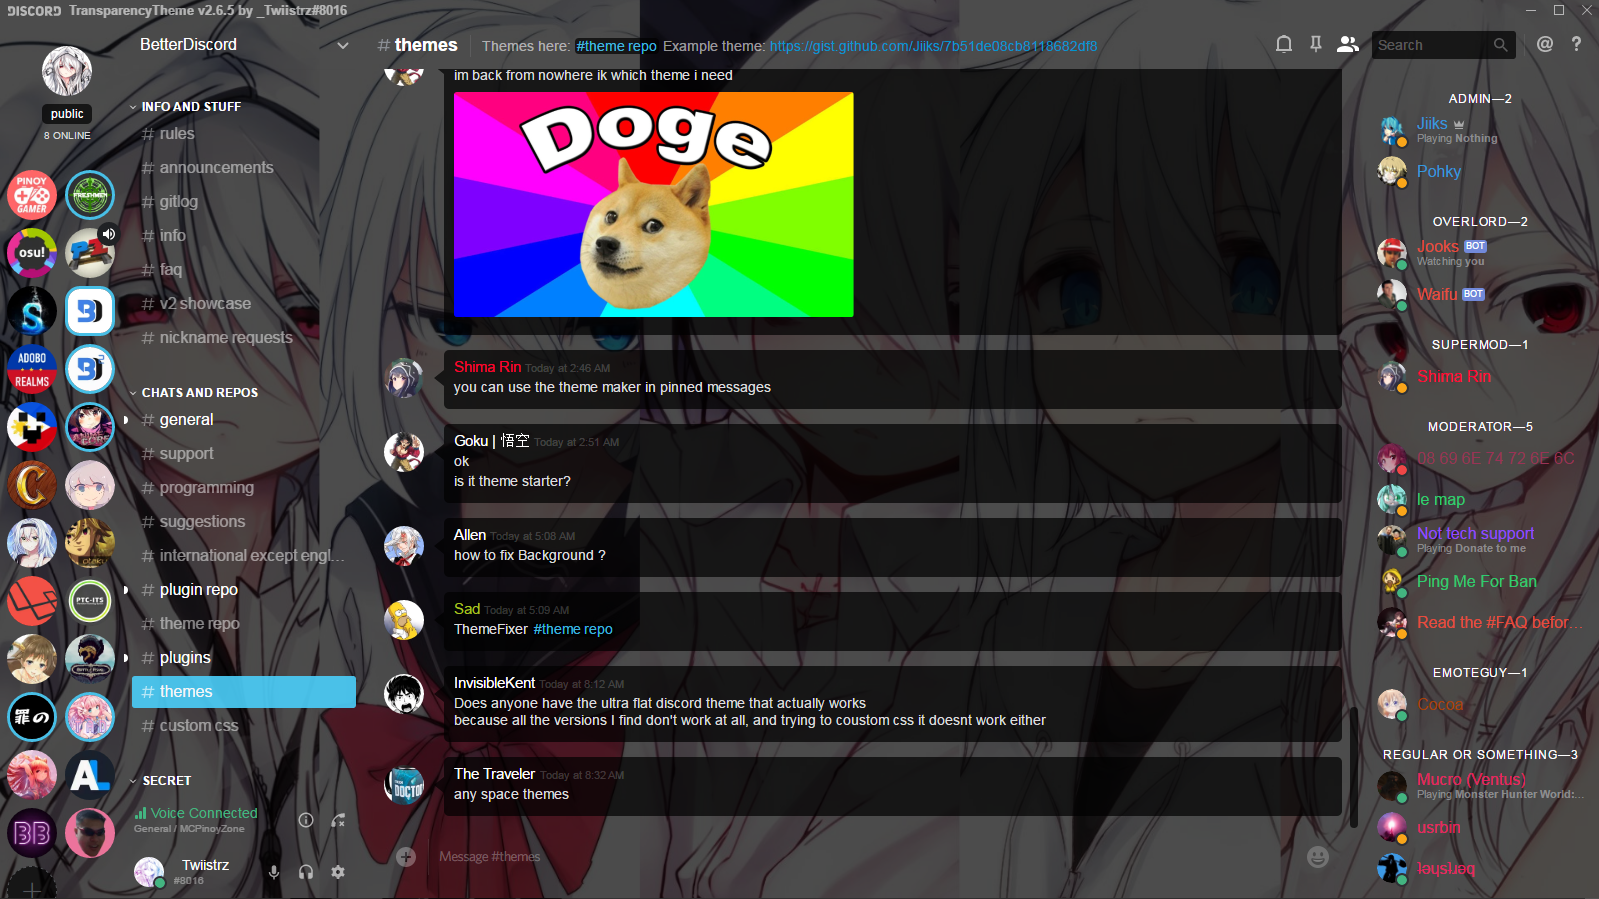 DISCORD TransparencyTheme v2.6.5 by _Twiistrz#8016
public
8 ONLINE
PINOY
GAMER
osu!
ADOBO
REALMS
PTC-ITS
罪の
BB
BetterDiscord
INFO AND STUFF
# rules
# announcements
# gitlog
# info
# faq
# v2 showcase
# nickname requests
CHATS AND REPOS
# general
# support
# programming
# suggestions
# international except engl...
# plugin repo
# theme repo
# plugins
# themes
# custom css
SECRET
Voice Connected
General / MCPinoyZone
Twiistrz
#8016
# themes
Themes here: #theme repo Example theme: https://gist.github.com/Jiiks/7b51de08cb8118682df8
Search
@ ?
im back from nowhere ik which theme i need
Doge
Shima Rin Today at 2:46 AM
you can use the theme maker in pinned messages
Goku | 悟空 Today at 2:51 AM
ok
is it theme starter?
Allen Today at 5:08 AM
how to fix Background ?
Sad Today at 5:09 AM
ThemeFixer #theme repo
InvisibleKent Today at 8:12 AM
Does anyone have the ultra flat discord theme that actually works
because all the versions I find don't work at all, and trying to coustom css it doesnt work either
The Traveler Today at 8:32 AM
any space themes
DOCTOR
Message #themes
ADMIN—2
Jiiks
Playing Nothing
Pohky
OVERLORD—2
Jooks BOT
Watching you
Waifu BOT
SUPERMOD—1
Shima Rin
MODERATOR—5
08 69 6E 74 72 6E 6C
le map
Not tech support
Playing Donate to me
Ping Me For Ban
Read the #FAQ befor...
EMOTEGUY—1
Cocoa
REGULAR OR SOMETHING—3
Mucro (Ventus)
Playing Monster Hunter World:...
usrbin